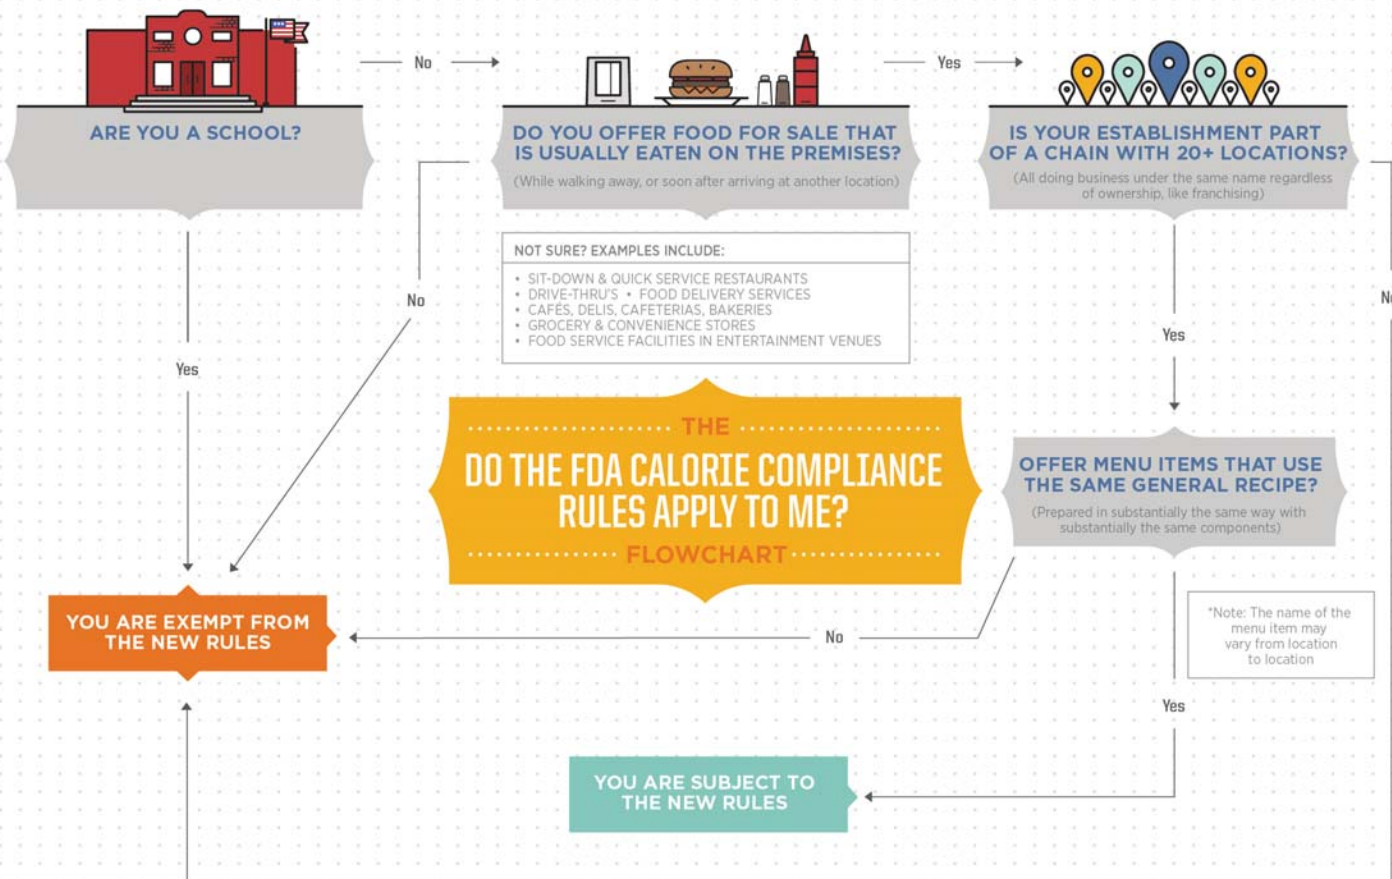 No
Yes
ARE YOU A SCHOOL?
DO YOU OFFER FOOD FOR SALE THAT
IS USUALLY EATEN ON THE PREMISES?
(While walking away, or soon after arriving at another location)
IS YOUR ESTABLISHMENT PART
OF A CHAIN WITH 20+ LOCATIONS?
(All doing business under the same name regardless
of ownership, like franchising)
NOT SURE? EXAMPLES INCLUDE:
• SIT-DOWN & QUICK SERVICE RESTAURANTS
• DRIVE-THRU'S • FOOD DELIVERY SERVICES
• CAFÉS, DELIS, CAFETERIAS, BAKERIES
• GROCERY & CONVENIENCE STORES
• FOOD SERVICE FACILITIES IN ENTERTAINMENT VENUES
No
Yes
Yes
THE
DO THE FDA CALORIE COMPLIANCE
RULES APPLY TO ME?
FLOWCHART
OFFER MENU ITEMS THAT USE
THE SAME GENERAL RECIPE?
(Prepared in substantially the same way with
substantially the same components)
YOU ARE EXEMPT FROM
THE NEW RULES
No
*Note: The name of the
menu item may
vary from location
to location
Yes
YOU ARE SUBJECT TO
THE NEW RULES